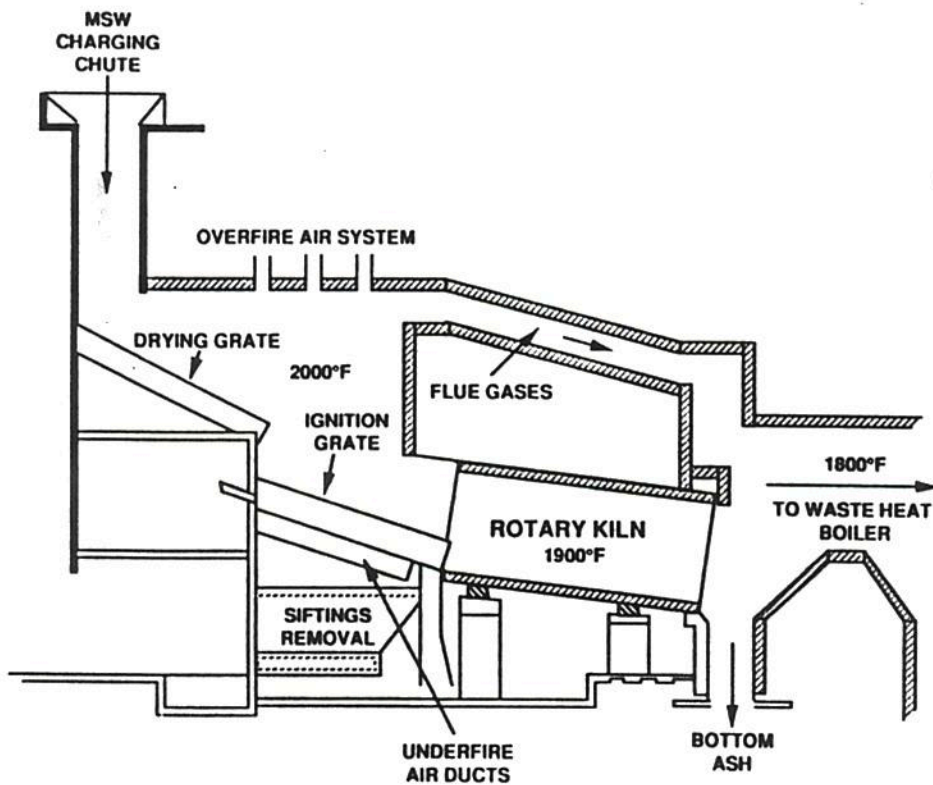 MSW
CHARGING
CHUTE
OVERFIRE AIR SYSTEM
DRYING GRATE
2000°F
FLUE GASES
IGNITION
GRATE
1800°F
TO WASTE HEAT
BOILER
ROTARY KILN
1900°F
SIFTINGS
REMOVAL
UNDERFIRE
AIR DUCTS
BOTTOM
ASH